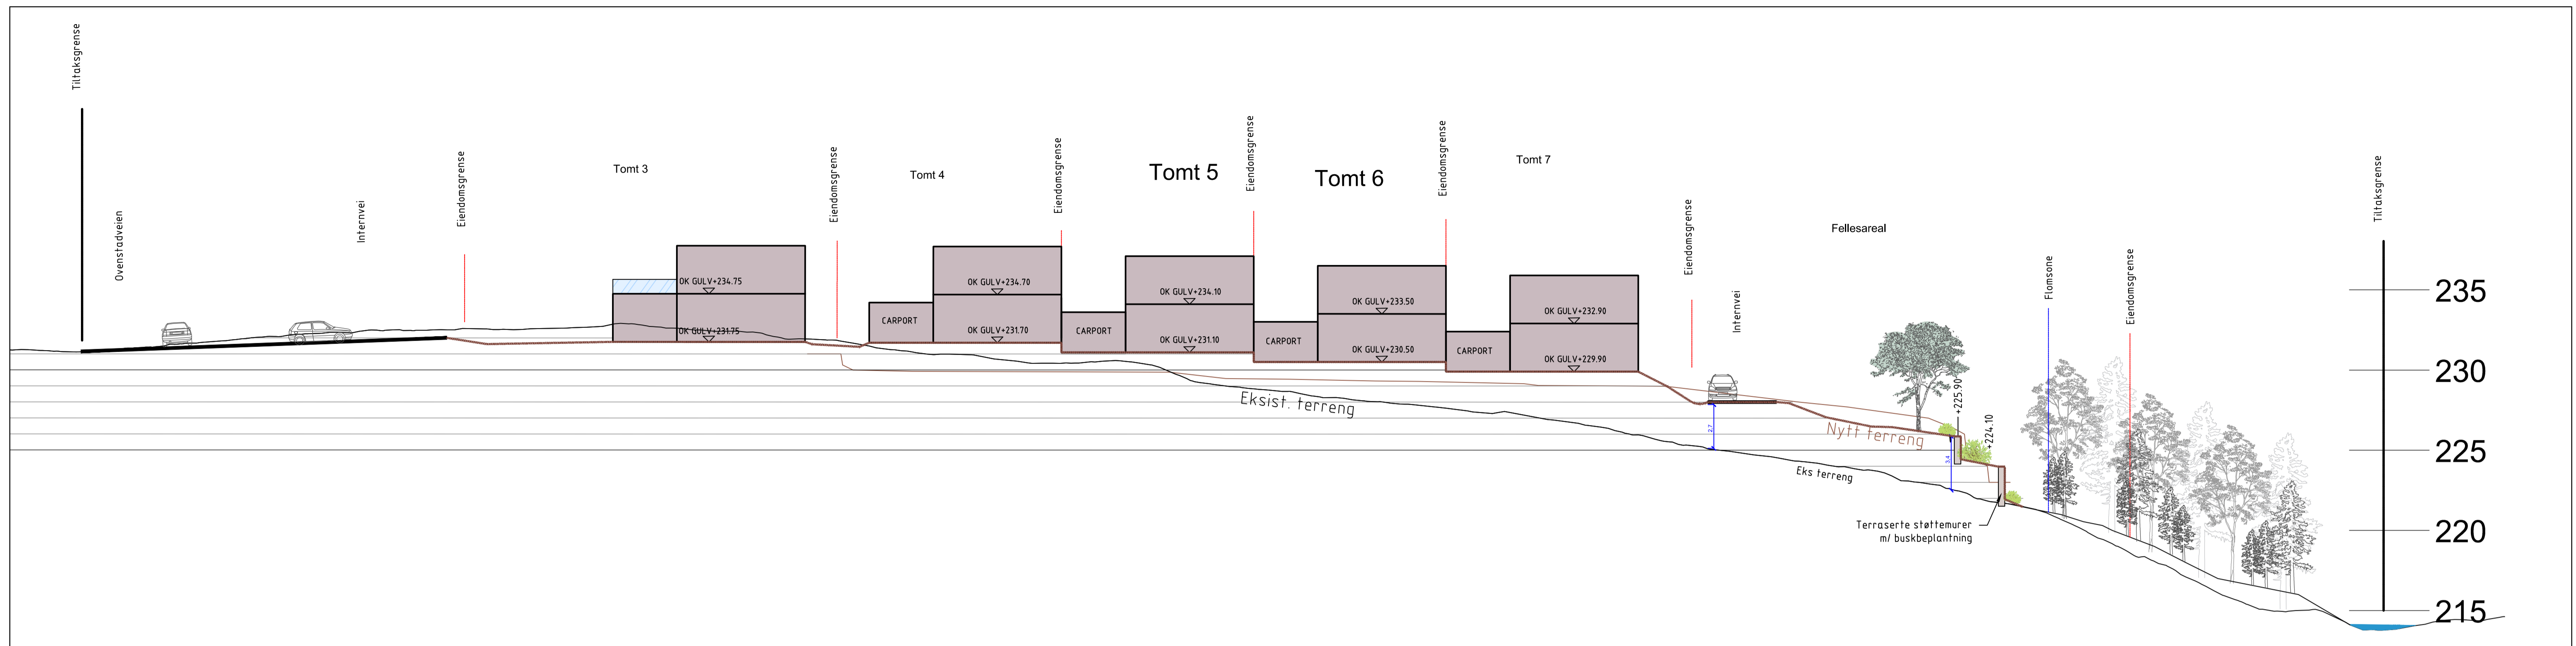 Tiltaksgrense
Ovenstadveien
Internvei
Eiendomsgrense
Tomt 3
OK GULV+234.75
OK GULV+231.75
Eiendomsgrense
Tomt 4
CARPORT
OK GULV+234.70
OK GULV+231.70
Eiendomsgrense
Tomt 5
CARPORT
OK GULV+234.10
OK GULV+231.10
Eiendomsgrense
Tomt 6
CARPORT
OK GULV+233.50
OK GULV+230.50
Eiendomsgrense
Tomt 7
CARPORT
OK GULV+232.90
OK GULV+229.90
Eiendomsgrense
Internvei
Fellesareal
Eksist. terreng
2.7
Nytt terreng
Eks terreng
3.4
+225.90
+224.10
Terraserte støttemurer
m/ buskbeplantning
Flomsone
Eiendomsgrense
Tiltaksgrense
235
230
225
220
215